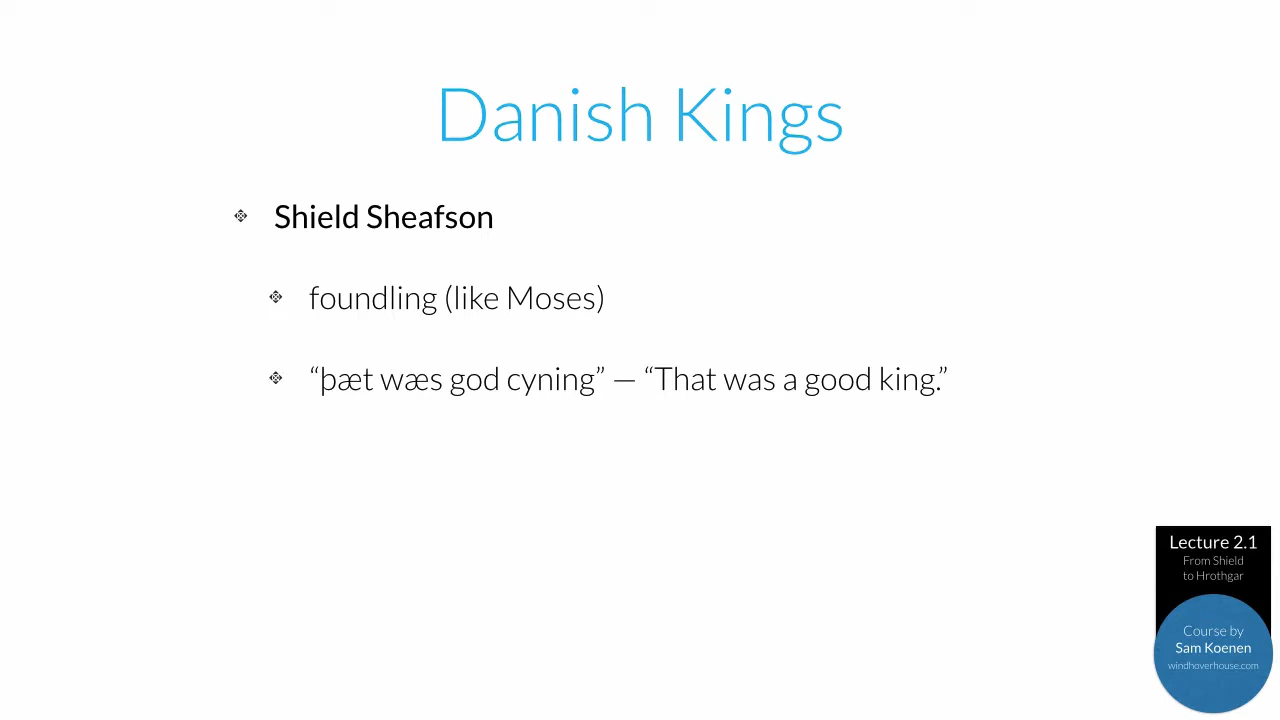 Danish Kings
Shield Sheafson
foundling (like Moses)
“þæt wæs god cyning” — “That was a good king.”
Lecture 2.1
From Shield
to Hrothgar
Course by
Sam Koenen
windhoverhouse.com